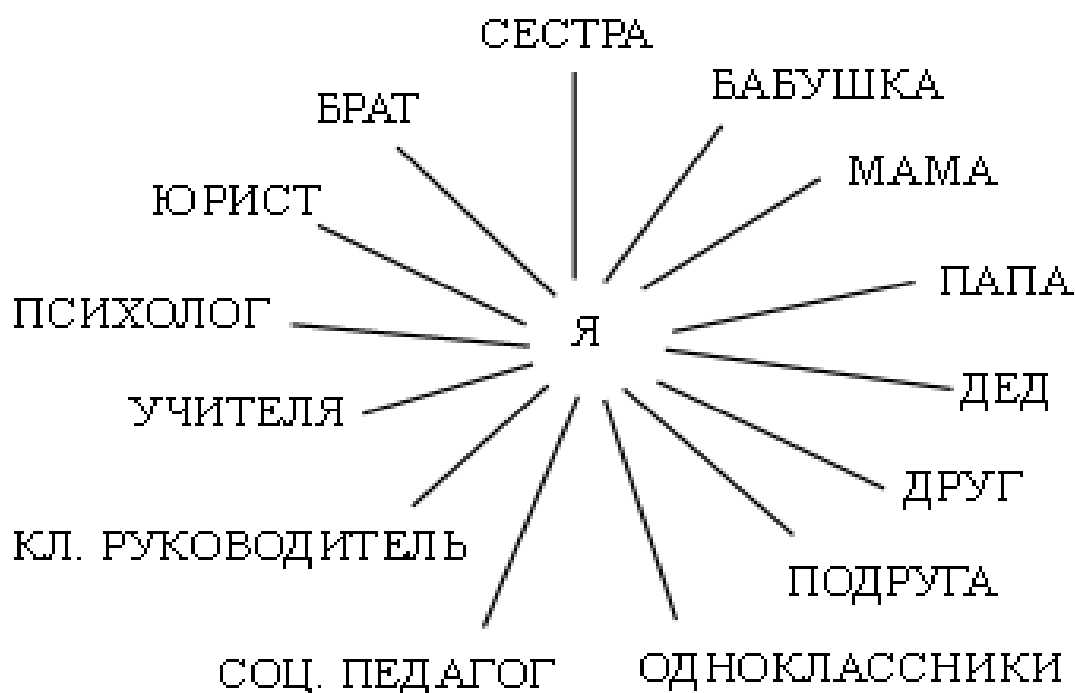 СЕСТРА
БАБУШКА
БРАТ
МАМА
ЮРИСТ
ПАПА
ПСИХОЛОГ
Я
ДЕД
УЧИТЕЛЯ
ДРУГ
КЛ. РУКОВОДИТЕЛЬ
ПОДРУГА
СОЦ. ПЕДАГОГ
ОДНОКЛАССНИКИ